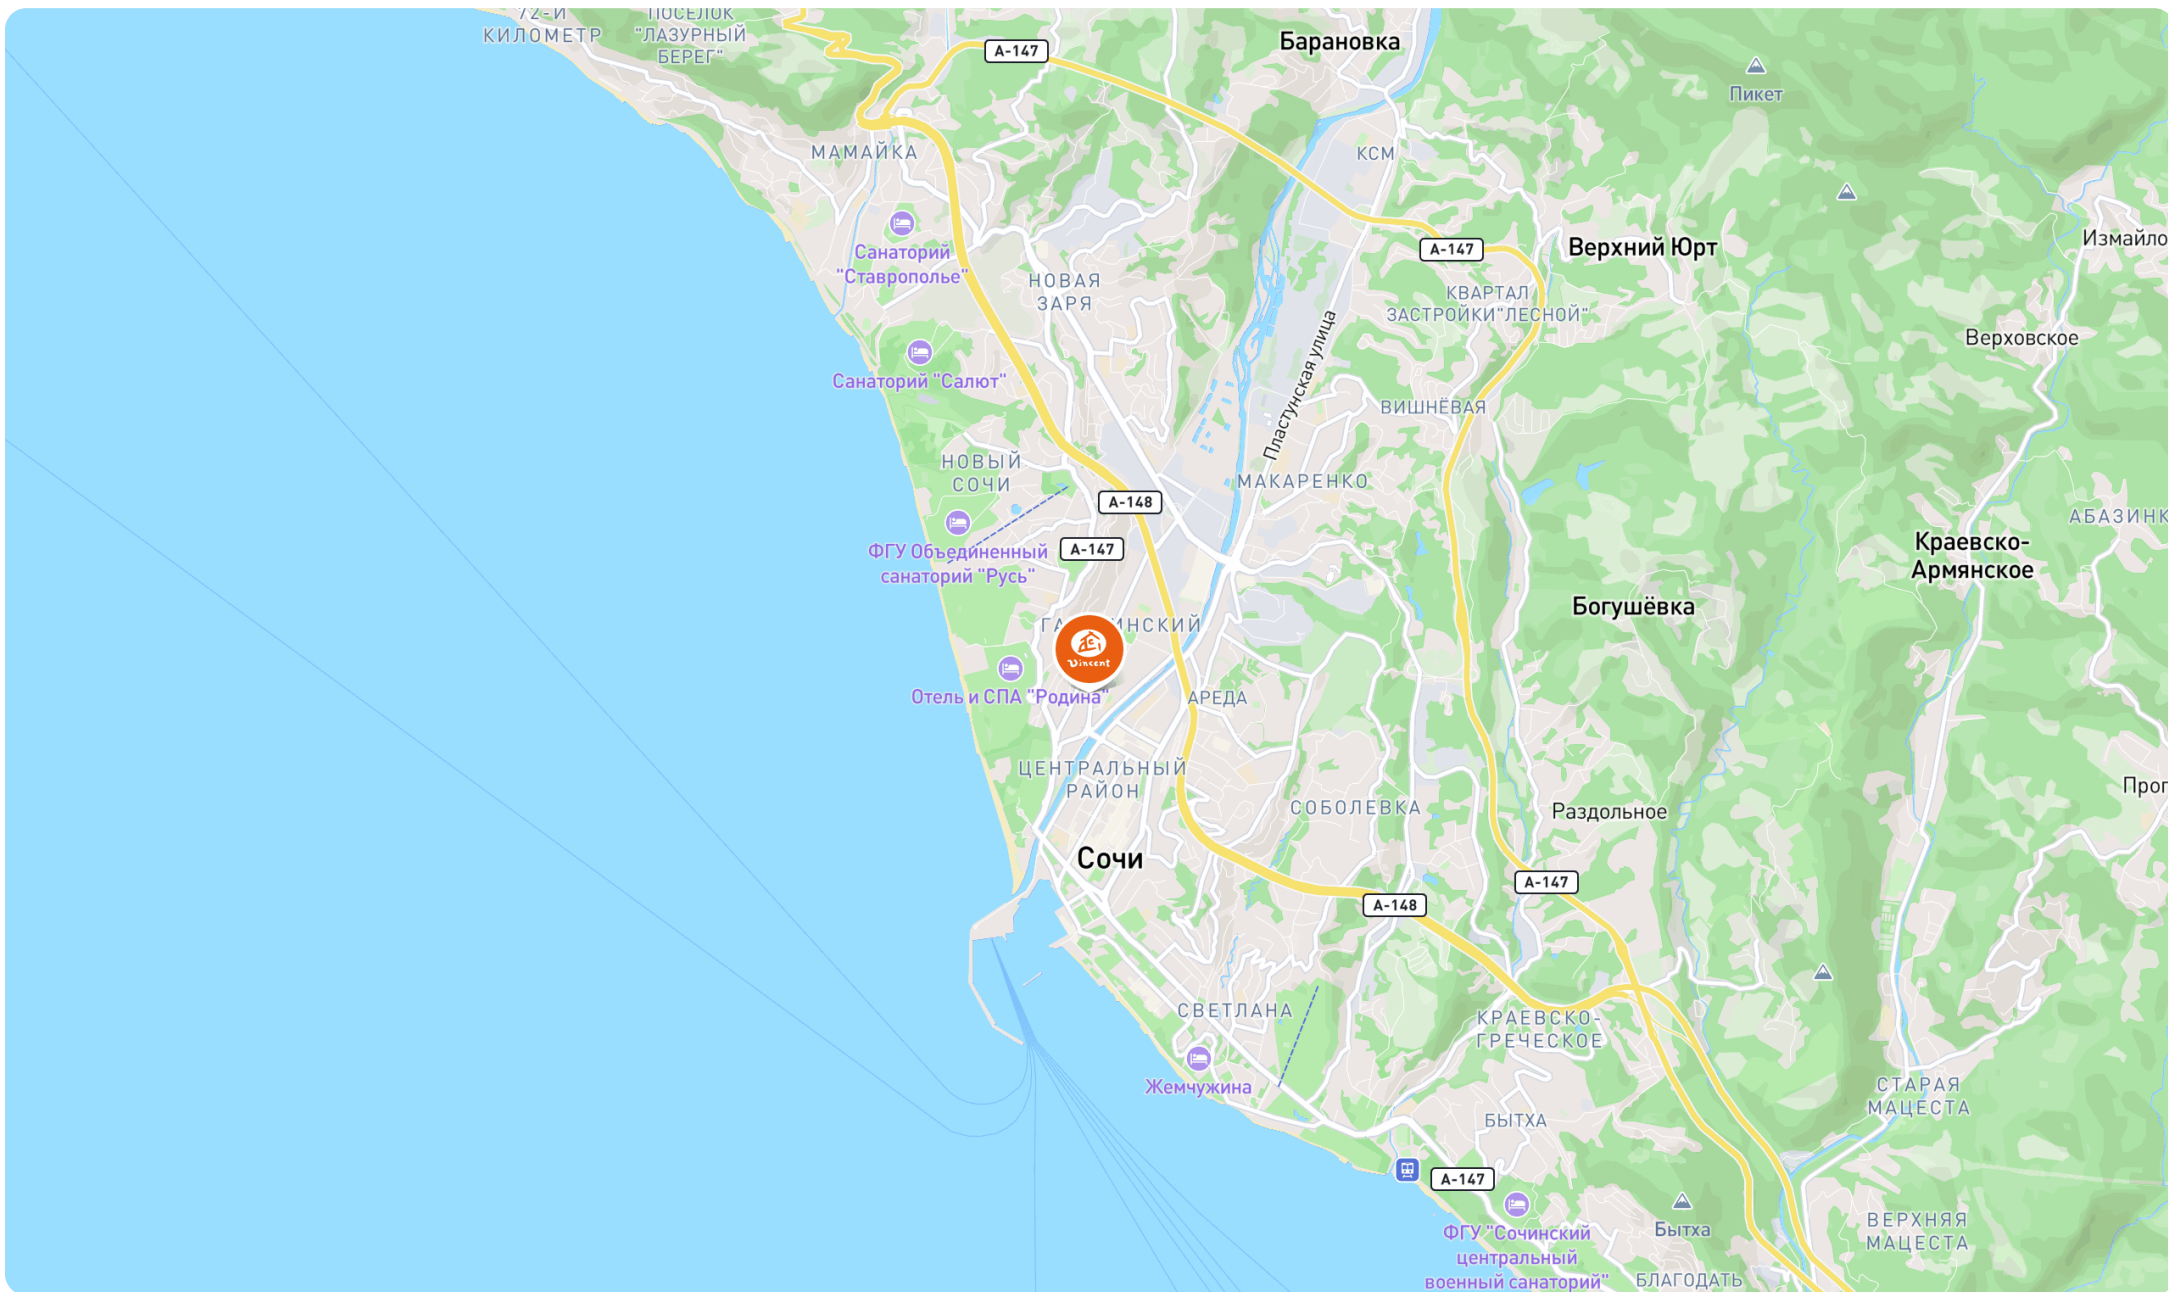 72-Й
КИЛОМЕТР
ПОСЁЛОК
"ЛАЗУРНЫЙ
БЕРЕГ"
А-147
Барановка
Пикет
МАМАЙКА
КСМ
Санаторий
"Ставрополье"
А-147
Верхний Юрт
Измайло
НОВАЯ
ЗАРЯ
КВАРТАЛ
ЗАСТРОЙКИ"ЛЕСНОЙ"
Верховское
Санаторий "Салют"
Пластунская улица
ВИШНЁВАЯ
НОВЫЙ
СОЧИ
МАКАРЕНКО
А-148
АБАЗИНК
ФГУ Объединенный
санаторий "Русь"
А-147
Краевско-
Армянское
Богушёвка
Vincent
Отель и СПА "Родина"
АРЕДА
ЦЕНТРАЛЬНЫЙ
РАЙОН
СОБОЛЕВКА
Раздольное
Сочи
А-147
А-148
СВЕТЛАНА
КРАЕВСКО-
ГРЕЧЕСКОЕ
Жемчужина
СТАРАЯ
МАЦЕСТА
БЫТХА
А-147
ФГУ "Сочинский
центральный
военный санаторий"
Бытха
ВЕРХНЯЯ
МАЦЕСТА
БЛАГОДАТЬ